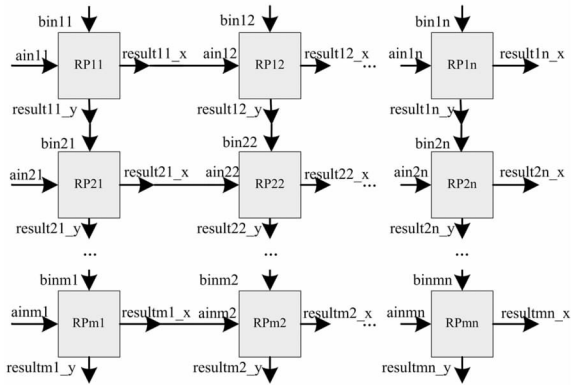 bin11 bin12 bin1n
ain11 RP11 result11_x ain12 RP12 result12_x ... ain1n RP1n result1n_x
result11_y result12_y result1n_y
bin21 bin22 bin2n
ain21 RP21 result21_x ain22 RP22 result22_x ain2n RP2n result2n_x
result21_y result22_y result2n_y
... ... ...
binm1 binm2 binmn
ainm1 RPm1 resultm1_x ainm2 RPm2 resultm2_x ... ainmn RPmn resultmn_x
resultm1_y resultm2_y resultmn_y